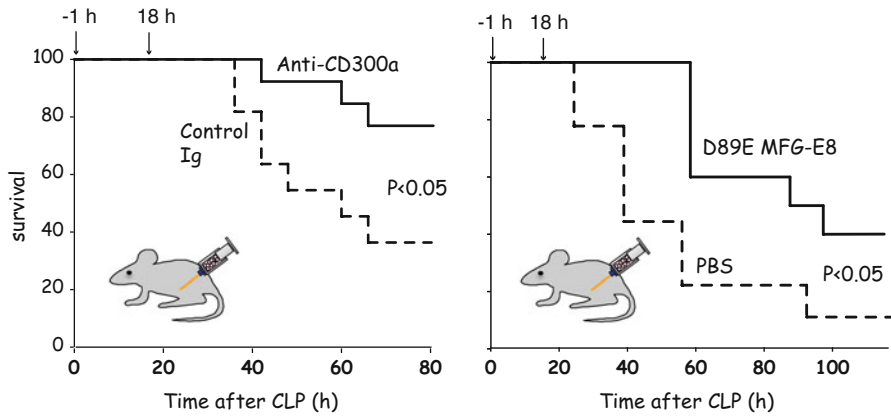 -1 h 18 h
100
80
60
40
20
0
survival
Anti-CD300a
Control
Ig
P<0.05
0 20 40 60 80
Time after CLP (h)
-1 h 18 h
D89E MFG-E8
PBS
P<0.05
0 20 40 60 80 100
Time after CLP (h)